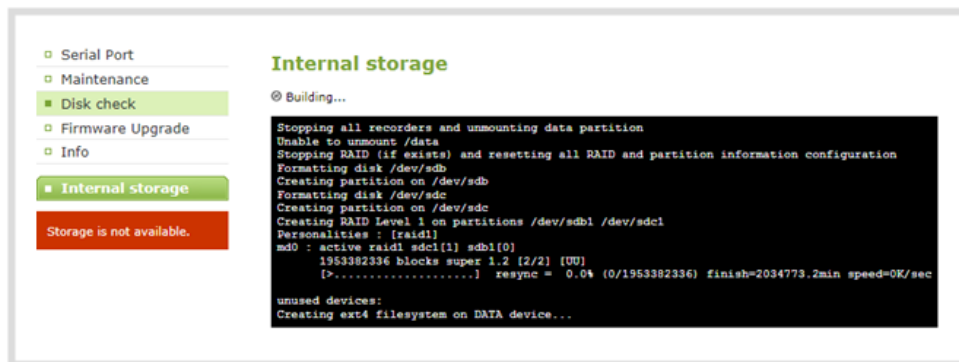 Serial Port
Maintenance
Disk check
Firmware Upgrade
Info
Internal storage
Storage is not available.
Internal storage
Building...
Stopping all recorders and unmounting data partition
Unable to unmount /data
Stopping RAID (if exists) and resetting all RAID and partition information configuration
Formatting disk /dev/sdb
Creating partition on /dev/sdb
Formatting disk /dev/sdc
Creating partition on /dev/sdc
Creating RAID Level 1 on partitions /dev/sdb1 /dev/sdc1
Personalities : [raid1]
md0 : active raid1 sdc1[1] sdb1[0]
1953382336 blocks super 1.2 [2/2] [UU]
[>....................] resync = 0.0% (0/1953382336) finish=2034773.2min speed=0K/sec
unused devices:
Creating ext4 filesystem on DATA device...